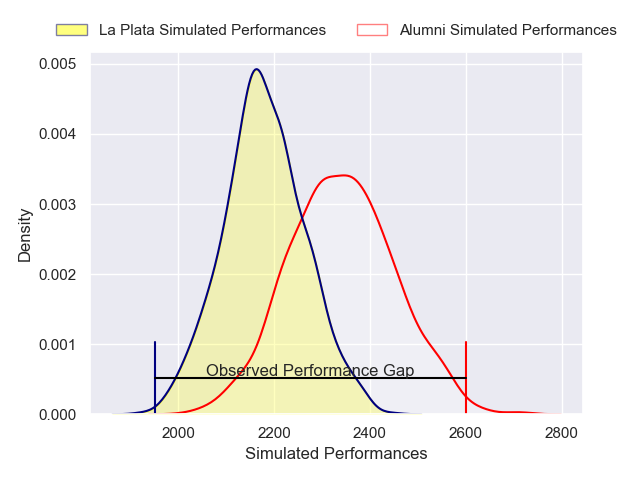 La Plata Simulated Performances Alumni Simulated Performances
0.005
0.004
0.003
0.002
0.001
0.000
Density
Observed Performance Gap
2000 2200 2400 2600 2800
Simulated Performances